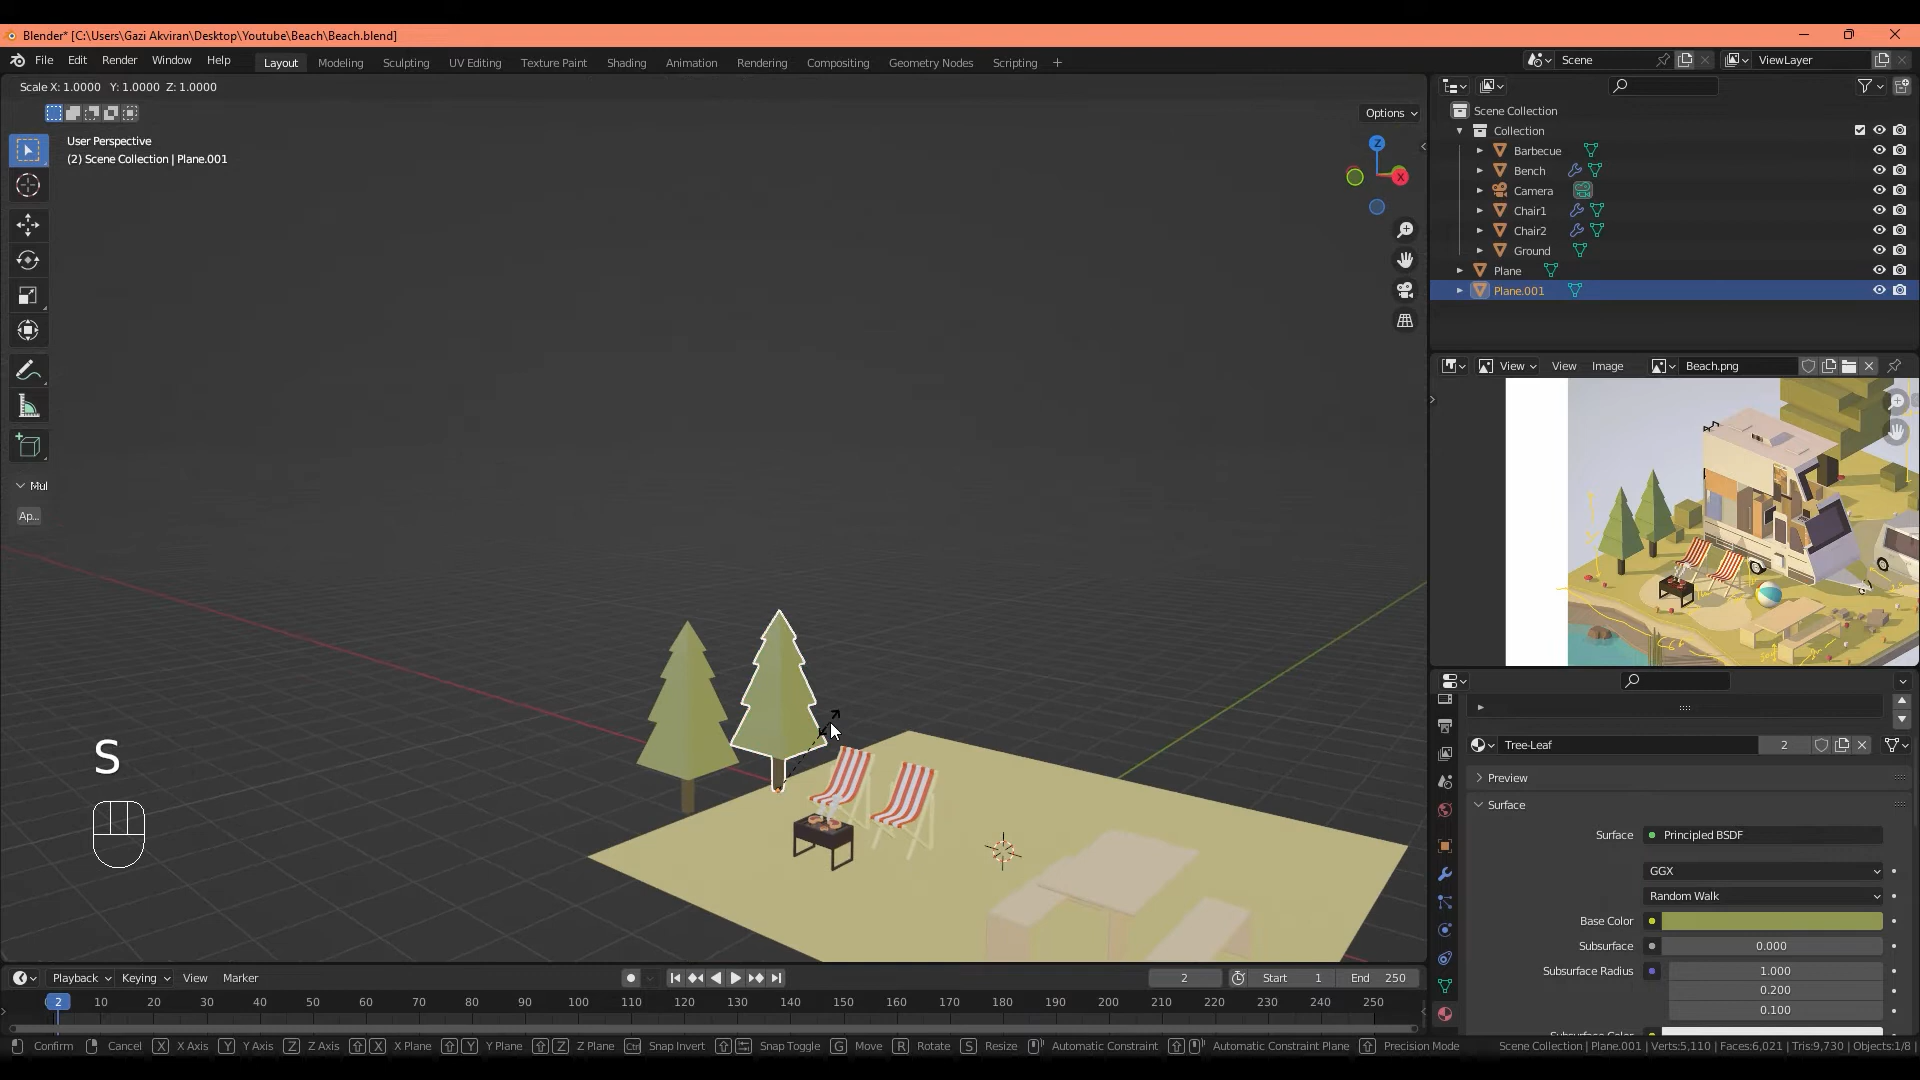 Blender* [C:\Users\Gazi Akviran\Desktop\Youtube\Beach\Beach.blend]
File Edit Render Window Help Layout Modeling Sculpting UV Editing Texture Paint Shading Animation Rendering Compositing Geometry Nodes Scripting + Scene ViewLayer
Scale X: 1.0000 Y: 1.0000 Z: 1.0000
Options
User Perspective
(2) Scene Collection | Plane.001
Z
X
Mul
Ap...
S
Scene Collection
Collection
Barbecue
Bench
Camera
Chair1
Chair2
Ground
Plane
Plane.001
View View Image Beach.png
Tree-Leaf 2
Preview
Surface
Surface Principled BSDF
GGX
Random Walk
Base Color
Subsurface 0.000
Subsurface Radius 1.000
0.200
0.100
Subsurface Color
Playback Keying View Marker 2 Start 1 End 250
2 10 20 30 40 50 60 70 80 90 100 110 120 130 140 150 160 170 180 190 200 210 220 230 240 250
Confirm Cancel X X Axis Y Y Axis Z Z Axis X X Plane Y Y Plane Z Z Plane Ctrl Snap Invert Snap Toggle G Move R Rotate S Resize Automatic Constraint Automatic Constraint Plane Precision Mode Scene Collection | Plane.001 | Verts:5,110 | Faces:6,021 | Tris:9,730 | Objects:1/8 |